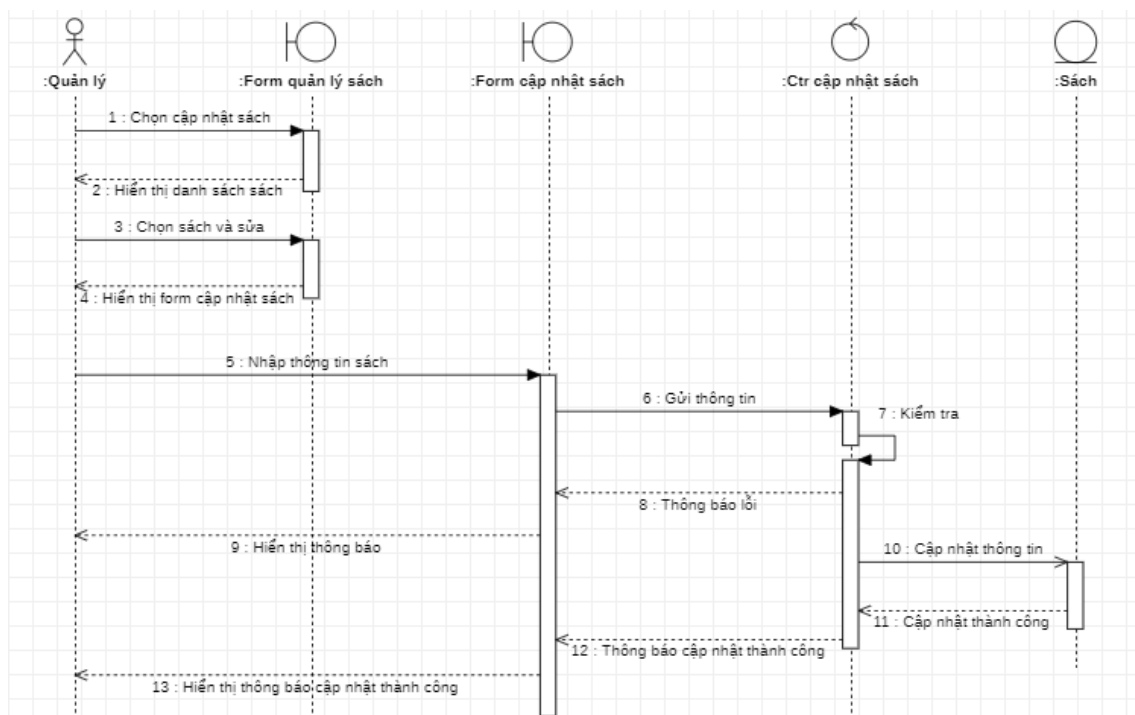 :Quản lý
:Form quản lý sách
:Form cập nhật sách
:Ctr cập nhật sách
:Sách
1 : Chọn cập nhật sách
2 : Hiển thị danh sách sách
3 : Chọn sách và sửa
4 : Hiển thị form cập nhật sách
5 : Nhập thông tin sách
6 : Gửi thông tin
7 : Kiểm tra
8 : Thông báo lỗi
9 : Hiển thị thông báo
10 : Cập nhật thông tin
11 : Cập nhật thành công
12 : Thông báo cập nhật thành công
13 : Hiển thị thông báo cập nhật thành công